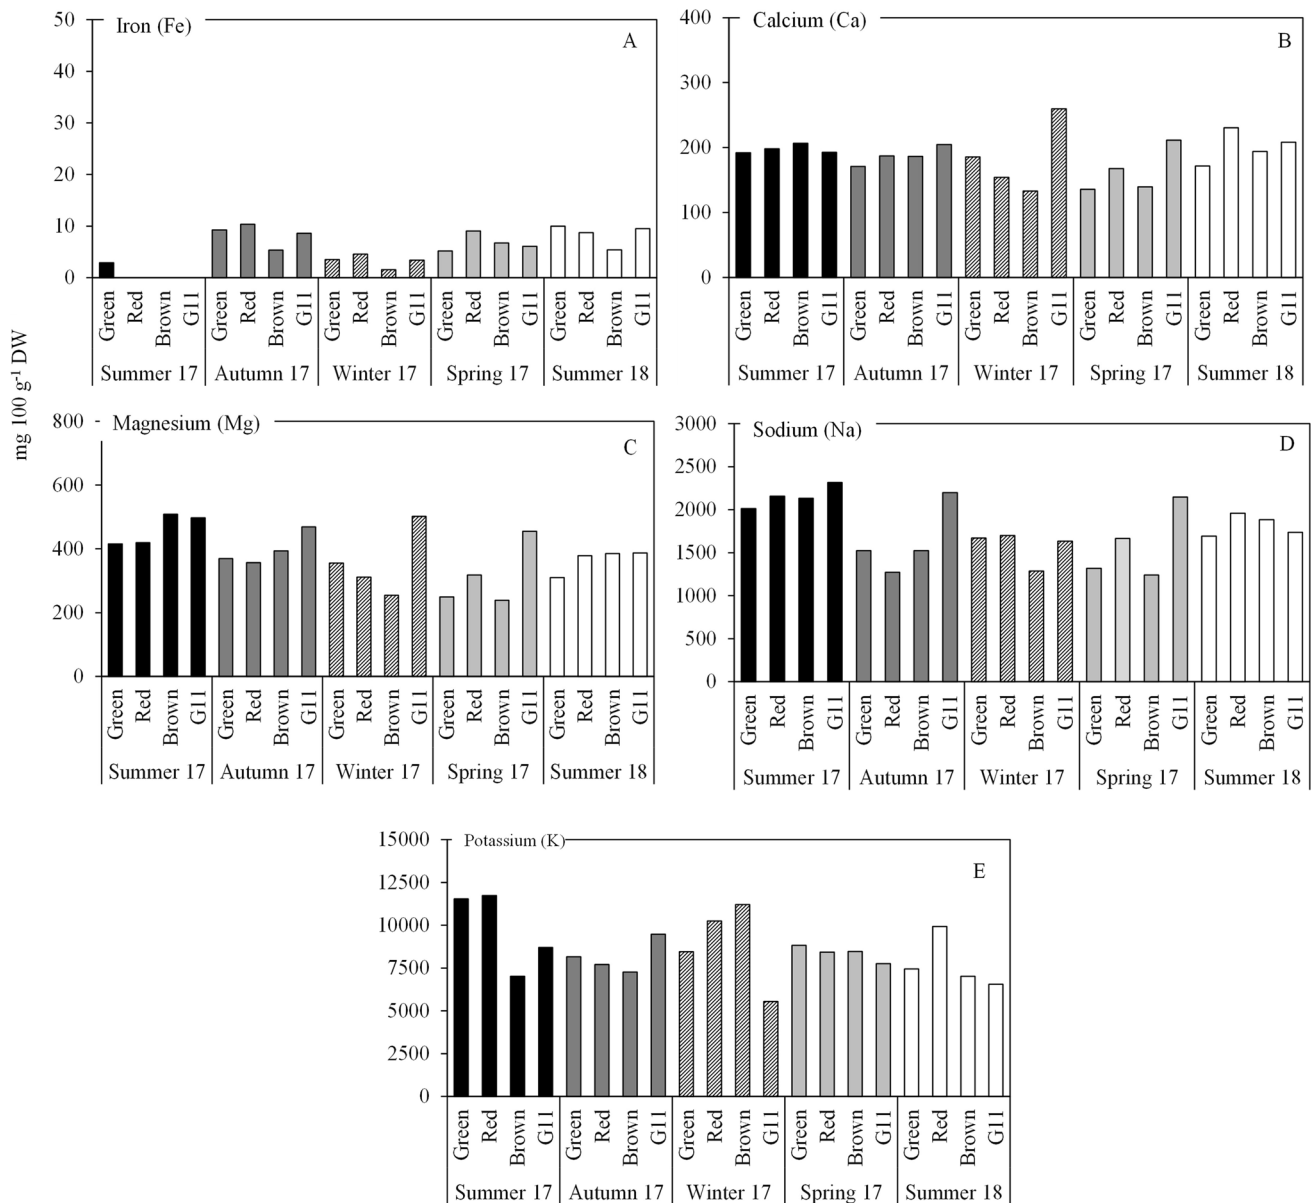 mg 100 g⁻¹ DW
Iron (Fe)
A
50
40
30
20
10
0
Green Red Brown G11 Green Red Brown G11 Green Red Brown G11 Green Red Brown G11 Green Red Brown G11
Summer 17 Autumn 17 Winter 17 Spring 17 Summer 18
Calcium (Ca)
B
400
300
200
100
0
Green Red Brown G11 Green Red Brown G11 Green Red Brown G11 Green Red Brown G11 Green Red Brown G11
Summer 17 Autumn 17 Winter 17 Spring 17 Summer 18
Magnesium (Mg)
C
800
600
400
200
0
Green Red Brown G11 Green Red Brown G11 Green Red Brown G11 Green Red Brown G11 Green Red Brown G11
Summer 17 Autumn 17 Winter 17 Spring 17 Summer 18
Sodium (Na)
D
3000
2500
2000
1500
1000
500
0
Green Red Brown G11 Green Red Brown G11 Green Red Brown G11 Green Red Brown G11 Green Red Brown G11
Summer 17 Autumn 17 Winter 17 Spring 17 Summer 18
Potassium (K)
E
15000
12500
10000
7500
5000
2500
0
Green Red Brown G11 Green Red Brown G11 Green Red Brown G11 Green Red Brown G11 Green Red Brown G11
Summer 17 Autumn 17 Winter 17 Spring 17 Summer 18